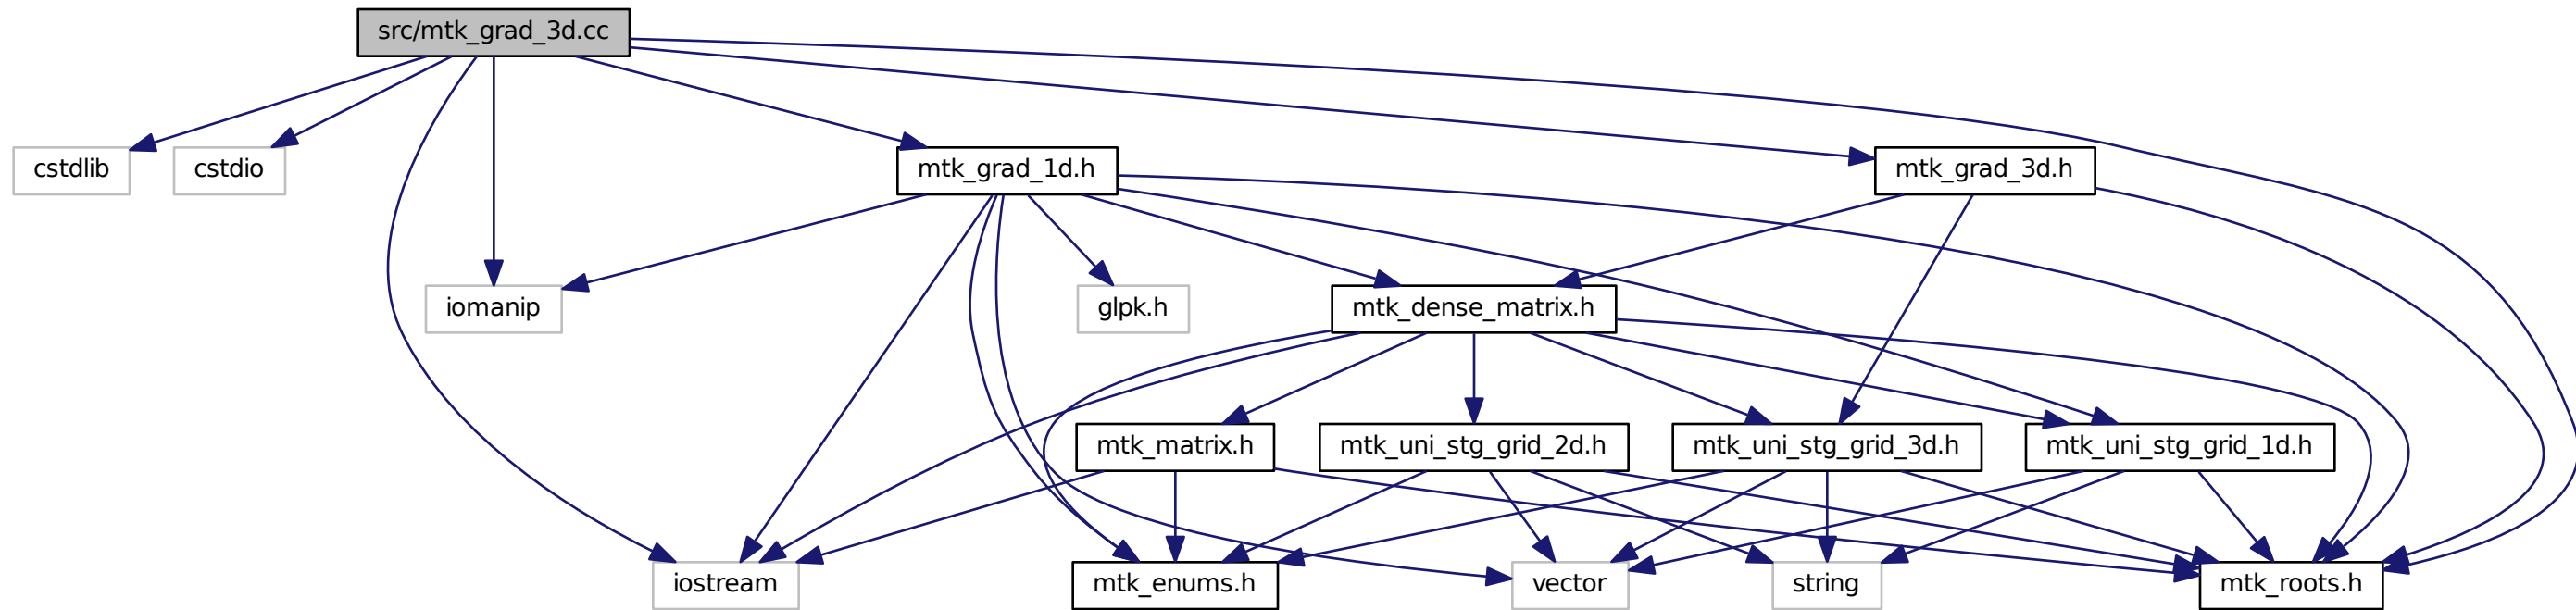 src/mtk_grad_3d.cc
cstdlib
cstdio
mtk_grad_1d.h
mtk_grad_3d.h
iomanip
glpk.h
mtk_dense_matrix.h
mtk_matrix.h
mtk_uni_stg_grid_2d.h
mtk_uni_stg_grid_3d.h
mtk_uni_stg_grid_1d.h
iostream
mtk_enums.h
vector
string
mtk_roots.h